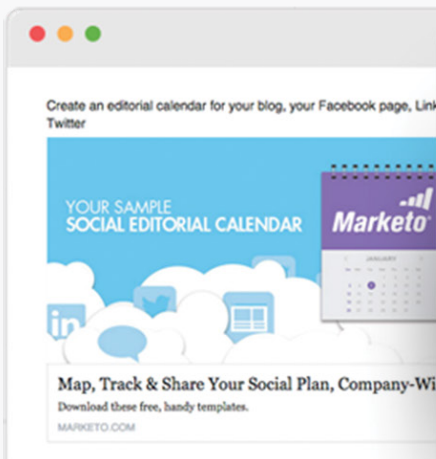 Create an editorial calendar for your blog, your Facebook page, Link
Twitter
YOUR SAMPLE
SOCIAL EDITORIAL CALENDAR
Marketo
JANUARY
in
Map, Track & Share Your Social Plan, Company-Wi
Download these free, handy templates.
MARKETO.COM